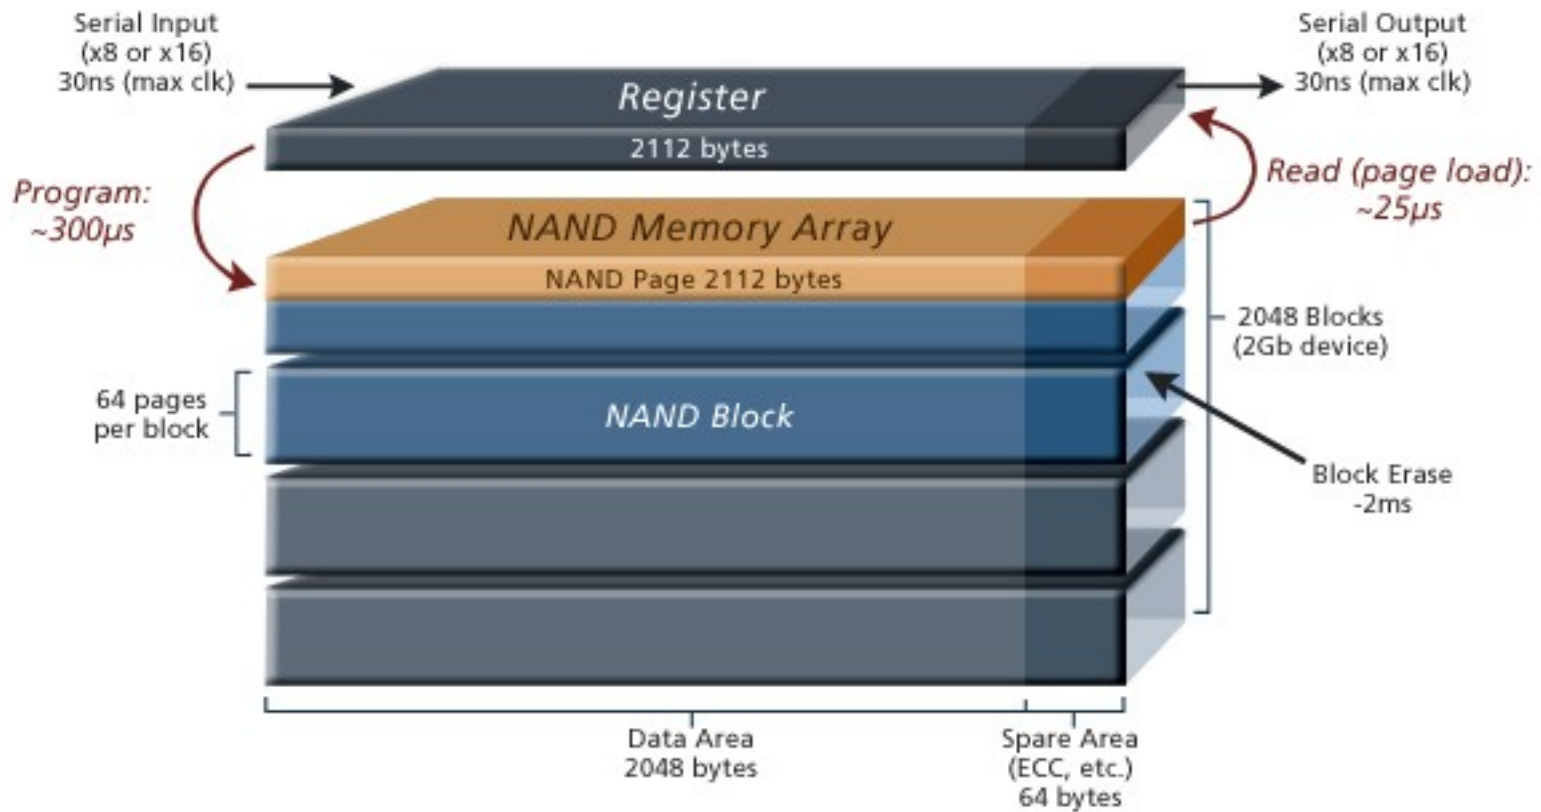 Serial Input
(x8 or x16)
30ns (max clk)
Serial Output
(x8 or x16)
30ns (max clk)
Register
2112 bytes
Program:
~300µs
Read (page load):
~25µs
NAND Memory Array
NAND Page 2112 bytes
2048 Blocks
(2Gb device)
64 pages
per block
NAND Block
Block Erase
-2ms
Data Area
2048 bytes
Spare Area
(ECC, etc.)
64 bytes